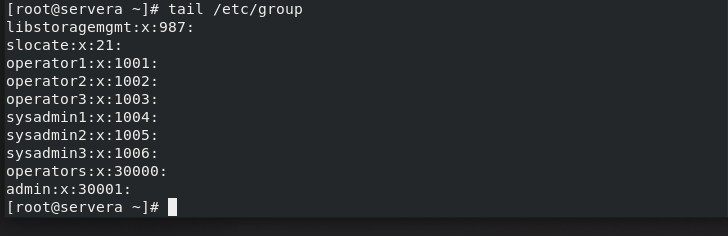 [root@servera ~]# tail /etc/group
libstoragemgmt:x:987:
slocate:x:21:
operator1:x:1001:
operator2:x:1002:
operator3:x:1003:
sysadmin1:x:1004:
sysadmin2:x:1005:
sysadmin3:x:1006:
operators:x:30000:
admin:x:30001:
[root@servera ~]#